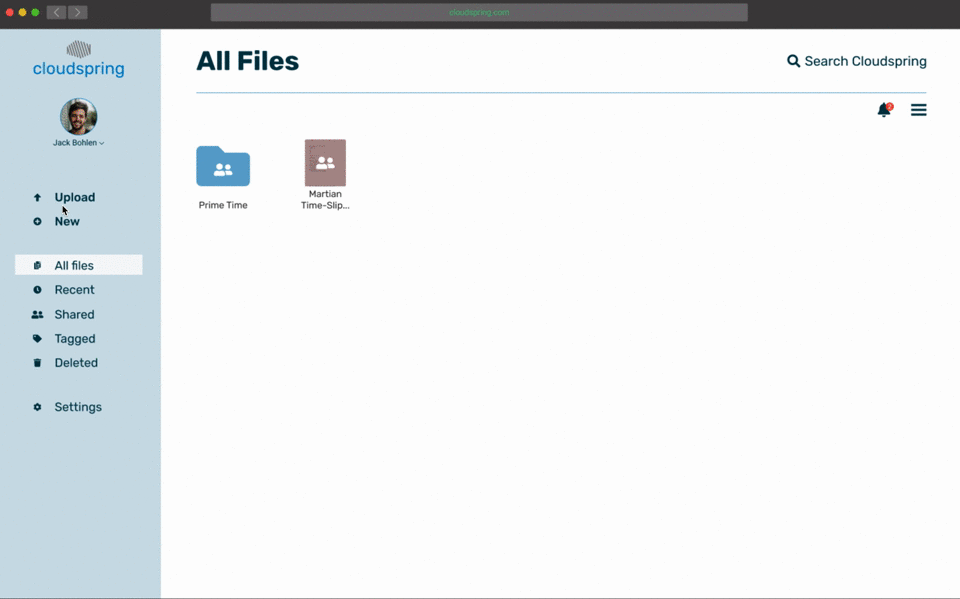 cloudspring.com
cloudspring
Jack Bohlen
Upload
New
All files
Recent
Shared
Tagged
Deleted
Settings
All Files
Search Cloudspring
2
Prime Time
Martian
Time-Slip...